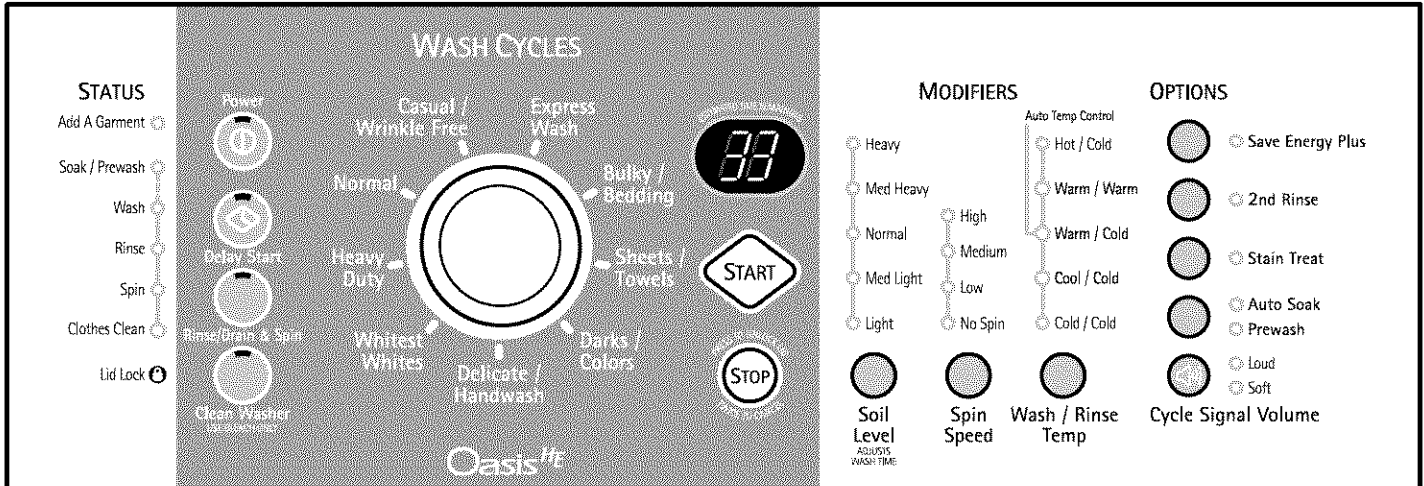 WASH CYCLES
STATUS
Add A Garment
Soak / Prewash
Wash
Rinse
Spin
Clothes Clean
Lid Lock
Power
Delay Start
Rinse/Drain & Spin
Clean Washer
Casual /
Wrinkle Free
Express
Wash
Normal
Bulky /
Bedding
Heavy
Duty
Sheets /
Towels
Whitest
Whites
Darks /
Colors
Delicate /
Handwash
Oasis HE
33
START
STOP
MODIFIERS
Heavy
Med Heavy
Normal
Med Light
Light
Soil
Level
ADJUSTS
WASH TIME
High
Medium
Low
No Spin
Spin
Speed
Auto Temp Control
Hot / Cold
Warm / Warm
Warm / Cold
Cool / Cold
Cold / Cold
Wash / Rinse
Temp
OPTIONS
Save Energy Plus
2nd Rinse
Stain Treat
Auto Soak
Prewash
Loud
Soft
Cycle Signal Volume